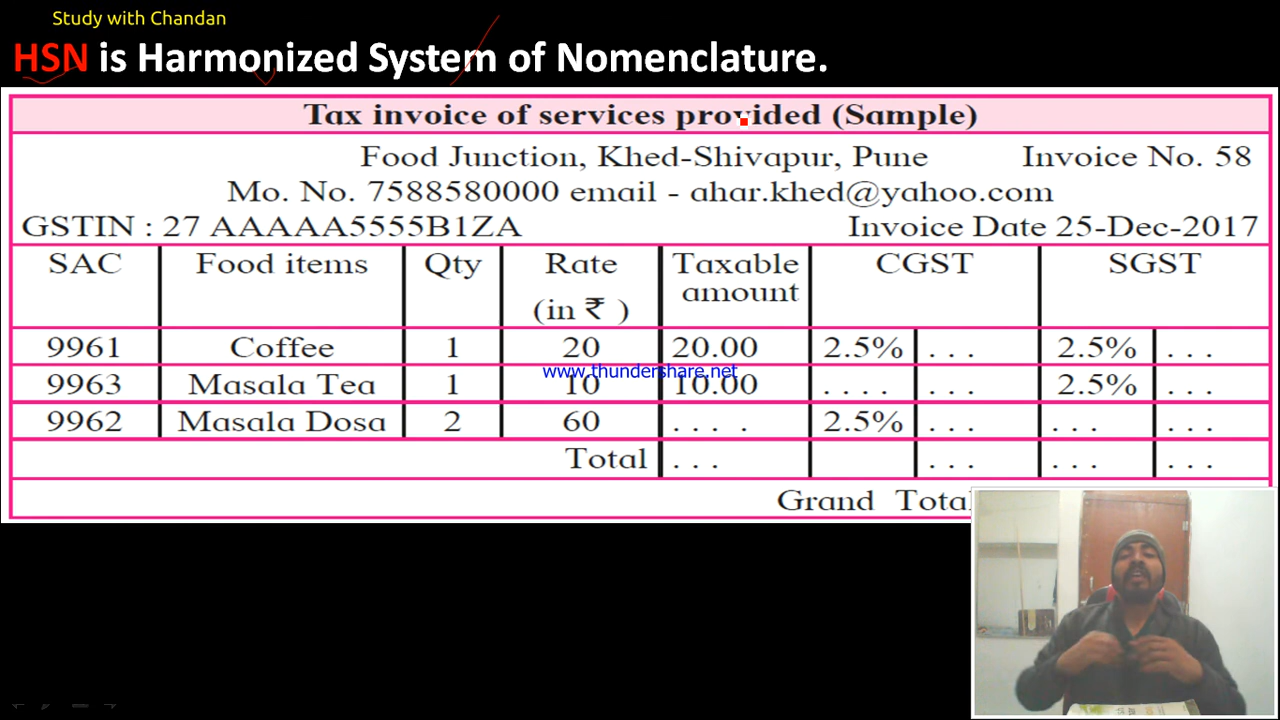 Study with Chandan
HSN is Harmonized System of Nomenclature.
Tax invoice of services provided (Sample)
Food Junction, Khed-Shivapur, Pune Invoice No. 58
Mo. No. 7588580000 email - ahar.khed@yahoo.com
GSTIN : 27 AAAAA5555B1ZA Invoice Date 25-Dec-2017
SAC Food items Qty Rate (in ₹ ) Taxable amount CGST SGST
9961 Coffee 1 20 20.00 2.5% . . . 2.5% . . .
www.thundershare.net
9963 Masala Tea 1 10 10.00 . . . . . . . 2.5% . . .
9962 Masala Dosa 2 60 . . . . 2.5% . . . . . . . . .
Total . . . . . . . . . . . .
Grand Total